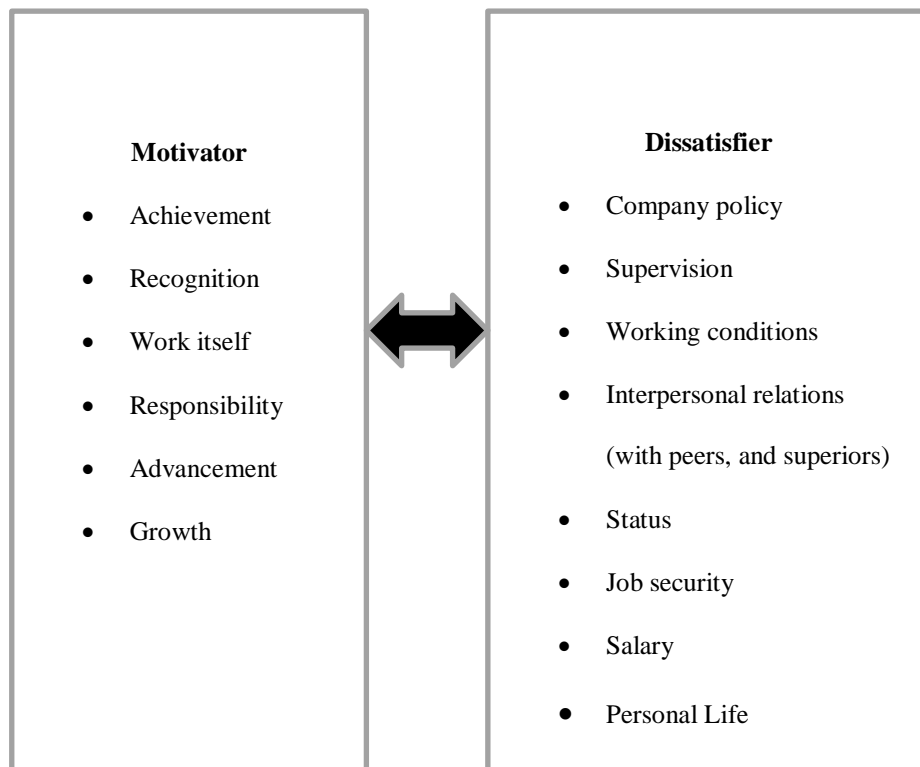 Motivator
• Achievement
• Recognition
• Work itself
• Responsibility
• Advancement
• Growth
Dissatisfier
• Company policy
• Supervision
• Working conditions
• Interpersonal relations
(with peers, and superiors)
• Status
• Job security
• Salary
• Personal Life